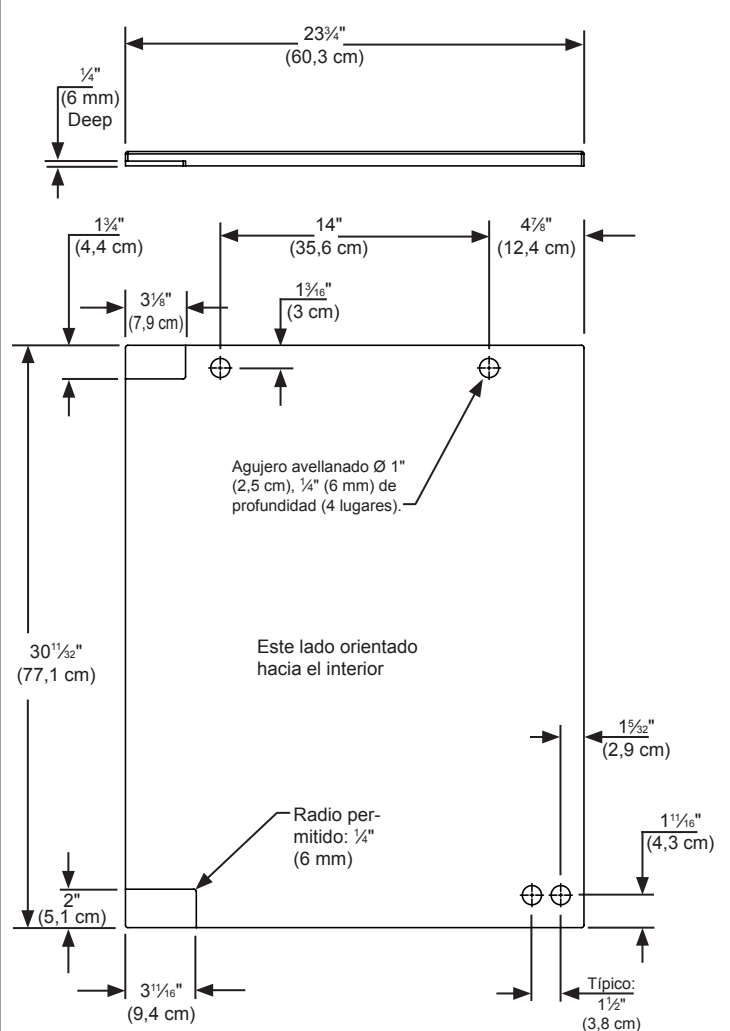 23¾"
(60,3 cm)
¼"
(6 mm)
Deep
1¾"
(4,4 cm)
14"
(35,6 cm)
4⅞"
(12,4 cm)
3⅛"
(7,9 cm)
1³⁄₁₆"
(3 cm)
Agujero avellanado Ø 1"
(2,5 cm), ¼" (6 mm) de
profundidad (4 lugares).
Este lado orientado
hacia el interior
30¹¹⁄₃₂"
(77,1 cm)
1⁵⁄₃₂"
(2,9 cm)
Radio per-
mitido: ¼"
(6 mm)
1¹¹⁄₁₆"
(4,3 cm)
2"
(5,1 cm)
3¹¹⁄₁₆"
(9,4 cm)
Típico:
1½"
(3,8 cm)